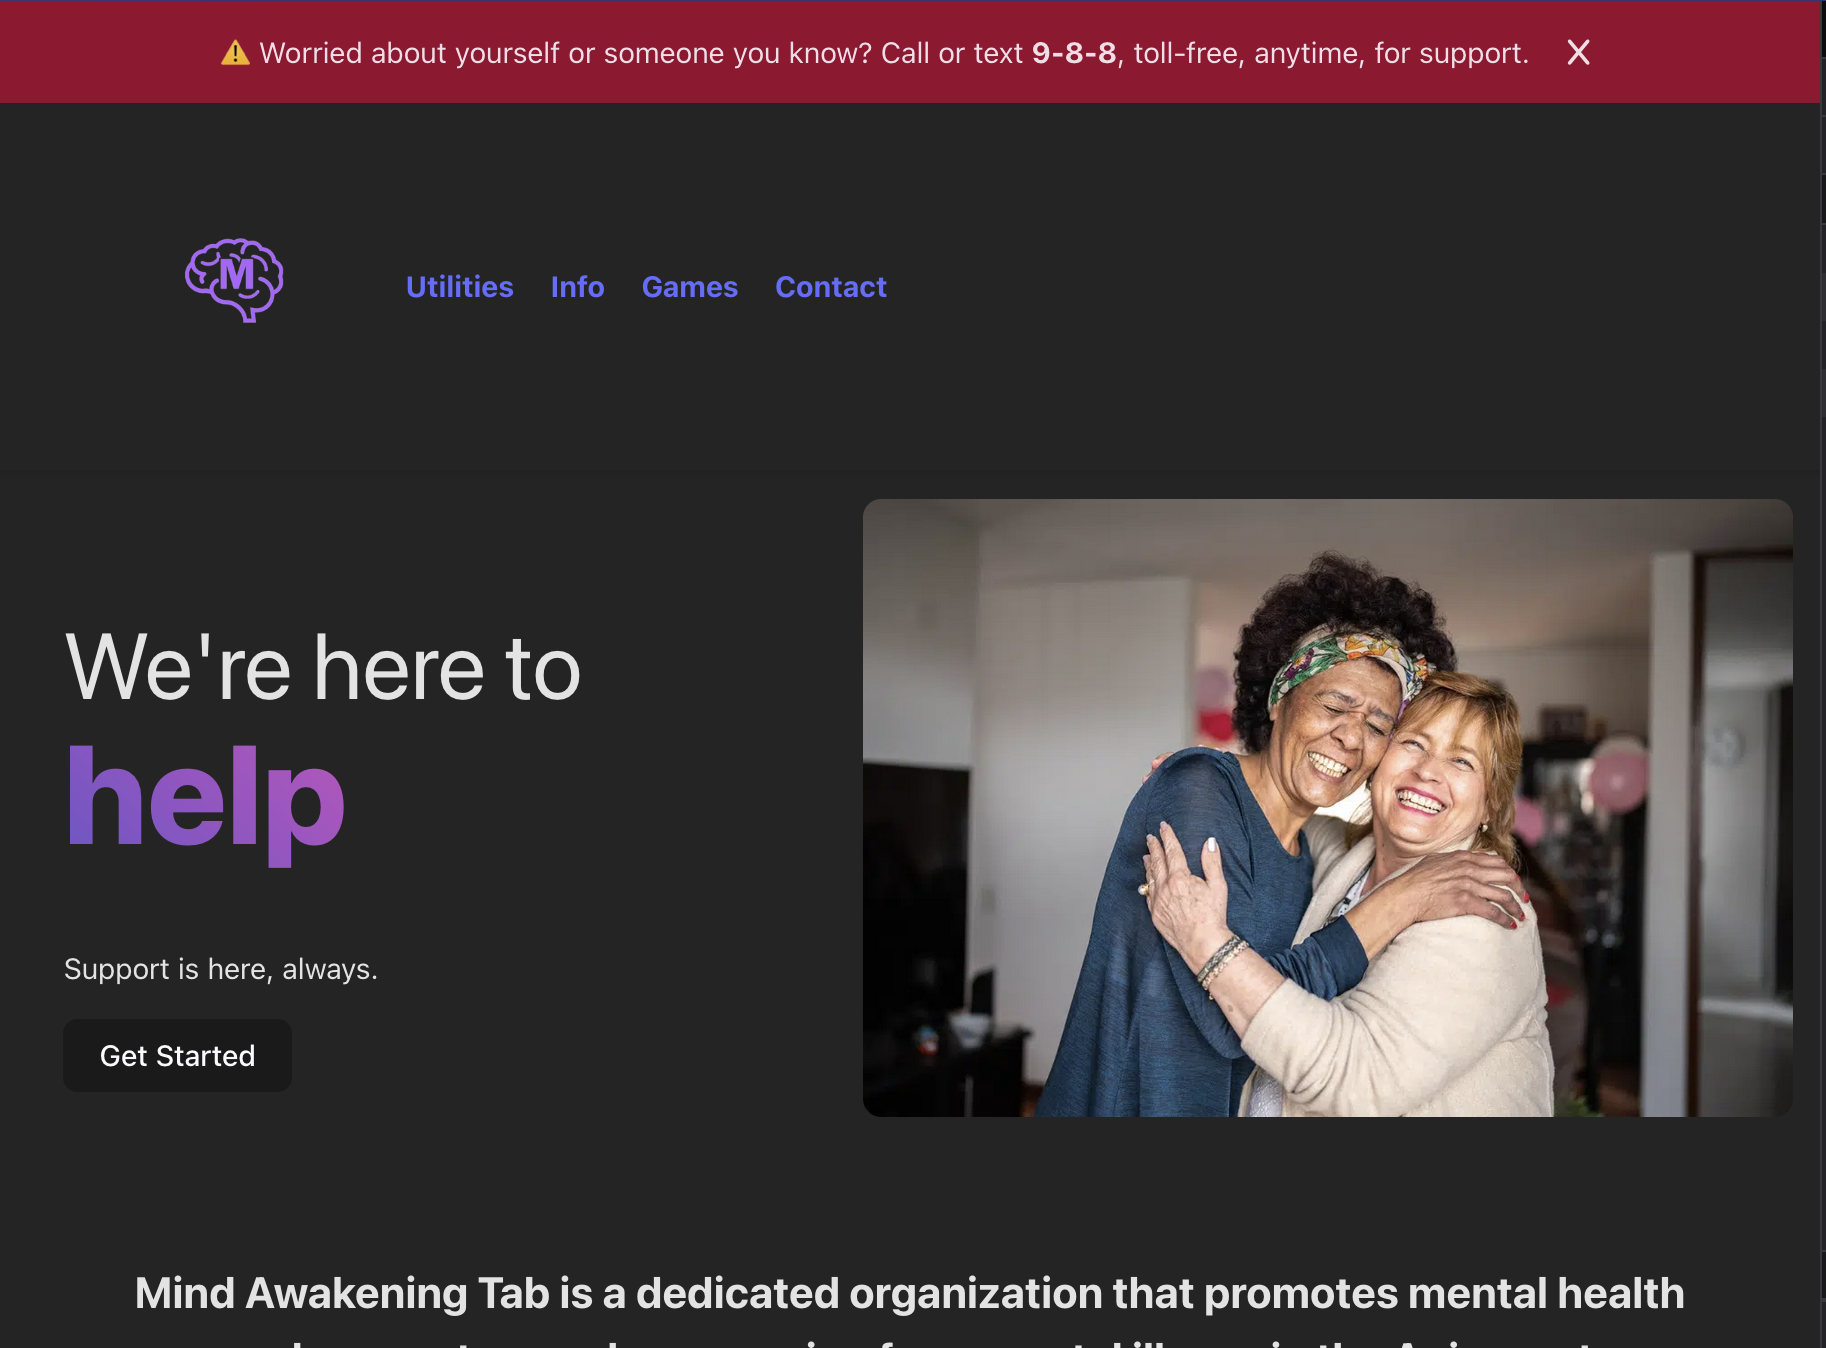 ⚠️ Worried about yourself or someone you know? Call or text 9-8-8, toll-free, anytime, for support. X
M
Utilities Info Games Contact
We're here to
help
Support is here, always.
Get Started
Mind Awakening Tab is a dedicated organization that promotes mental health